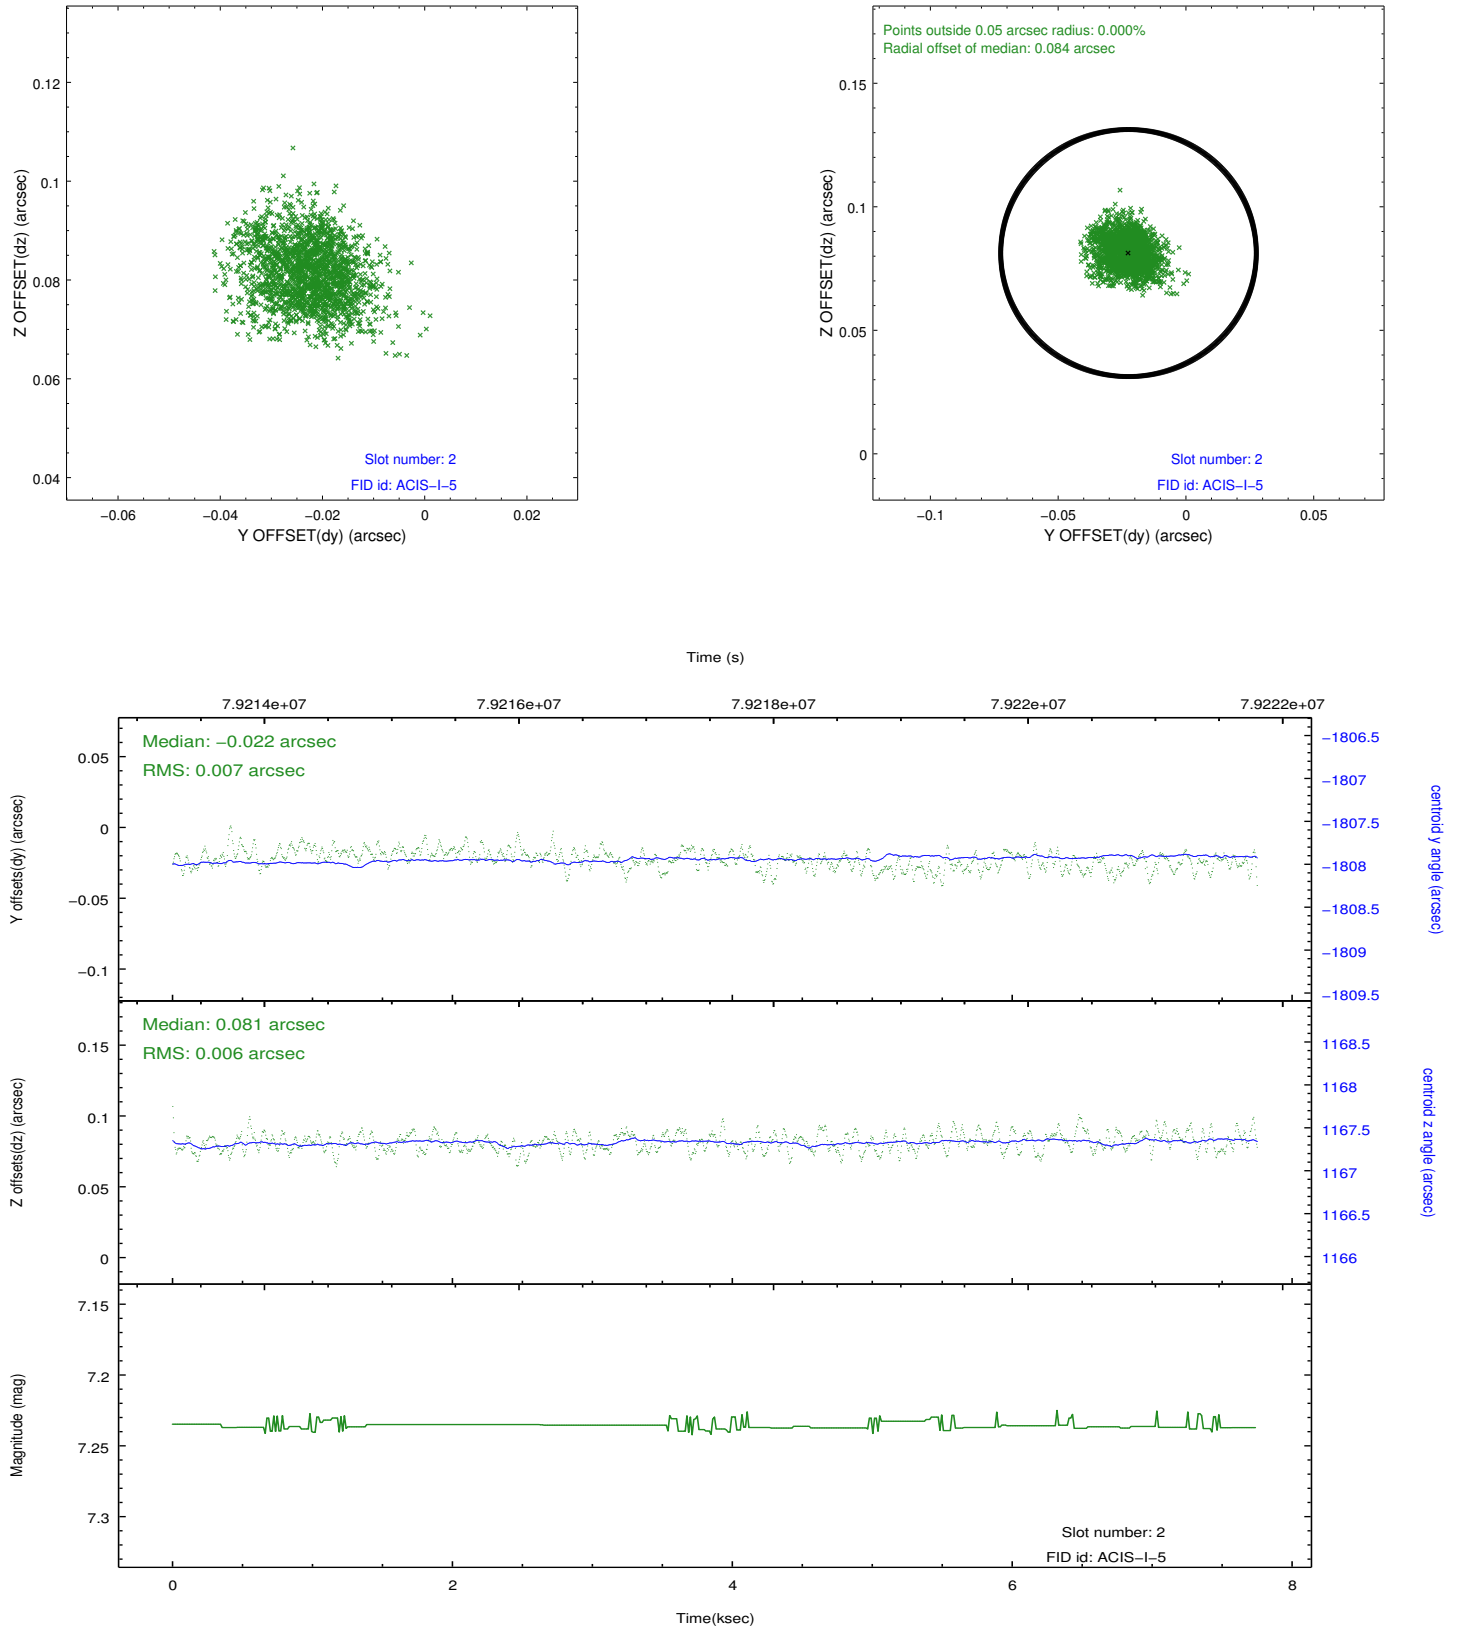 0.12
0.1
0.08
0.06
0.04
Z OFFSET(dz) (arcsec)
Slot number: 2
FID id: ACIS−I−5
−0.06 −0.04 −0.02 0 0.02
Y OFFSET(dy) (arcsec)
Points outside 0.05 arcsec radius: 0.000%
Radial offset of median: 0.084 arcsec
0.15
0.1
0.05
0
Z OFFSET(dz) (arcsec)
Slot number: 2
FID id: ACIS−I−5
−0.1 −0.05 0 0.05
Y OFFSET(dy) (arcsec)
Time (s)
7.9214e+07 7.9216e+07 7.9218e+07 7.922e+07 7.9222e+07
Median: −0.022 arcsec
RMS: 0.007 arcsec
0.05
0
−0.05
−0.1
Y offsets(dy) (arcsec)
−1806.5
−1807
−1807.5
−1808
−1808.5
−1809
−1809.5
centroid y angle (arcsec)
Median: 0.081 arcsec
RMS: 0.006 arcsec
0.15
0.1
0.05
0
Z offsets(dz) (arcsec)
1168.5
1168
1167.5
1167
1166.5
1166
centroid z angle (arcsec)
7.15
7.2
7.25
7.3
Magnitude (mag)
Slot number: 2
FID id: ACIS−I−5
0 2 4 6 8
Time(ksec)